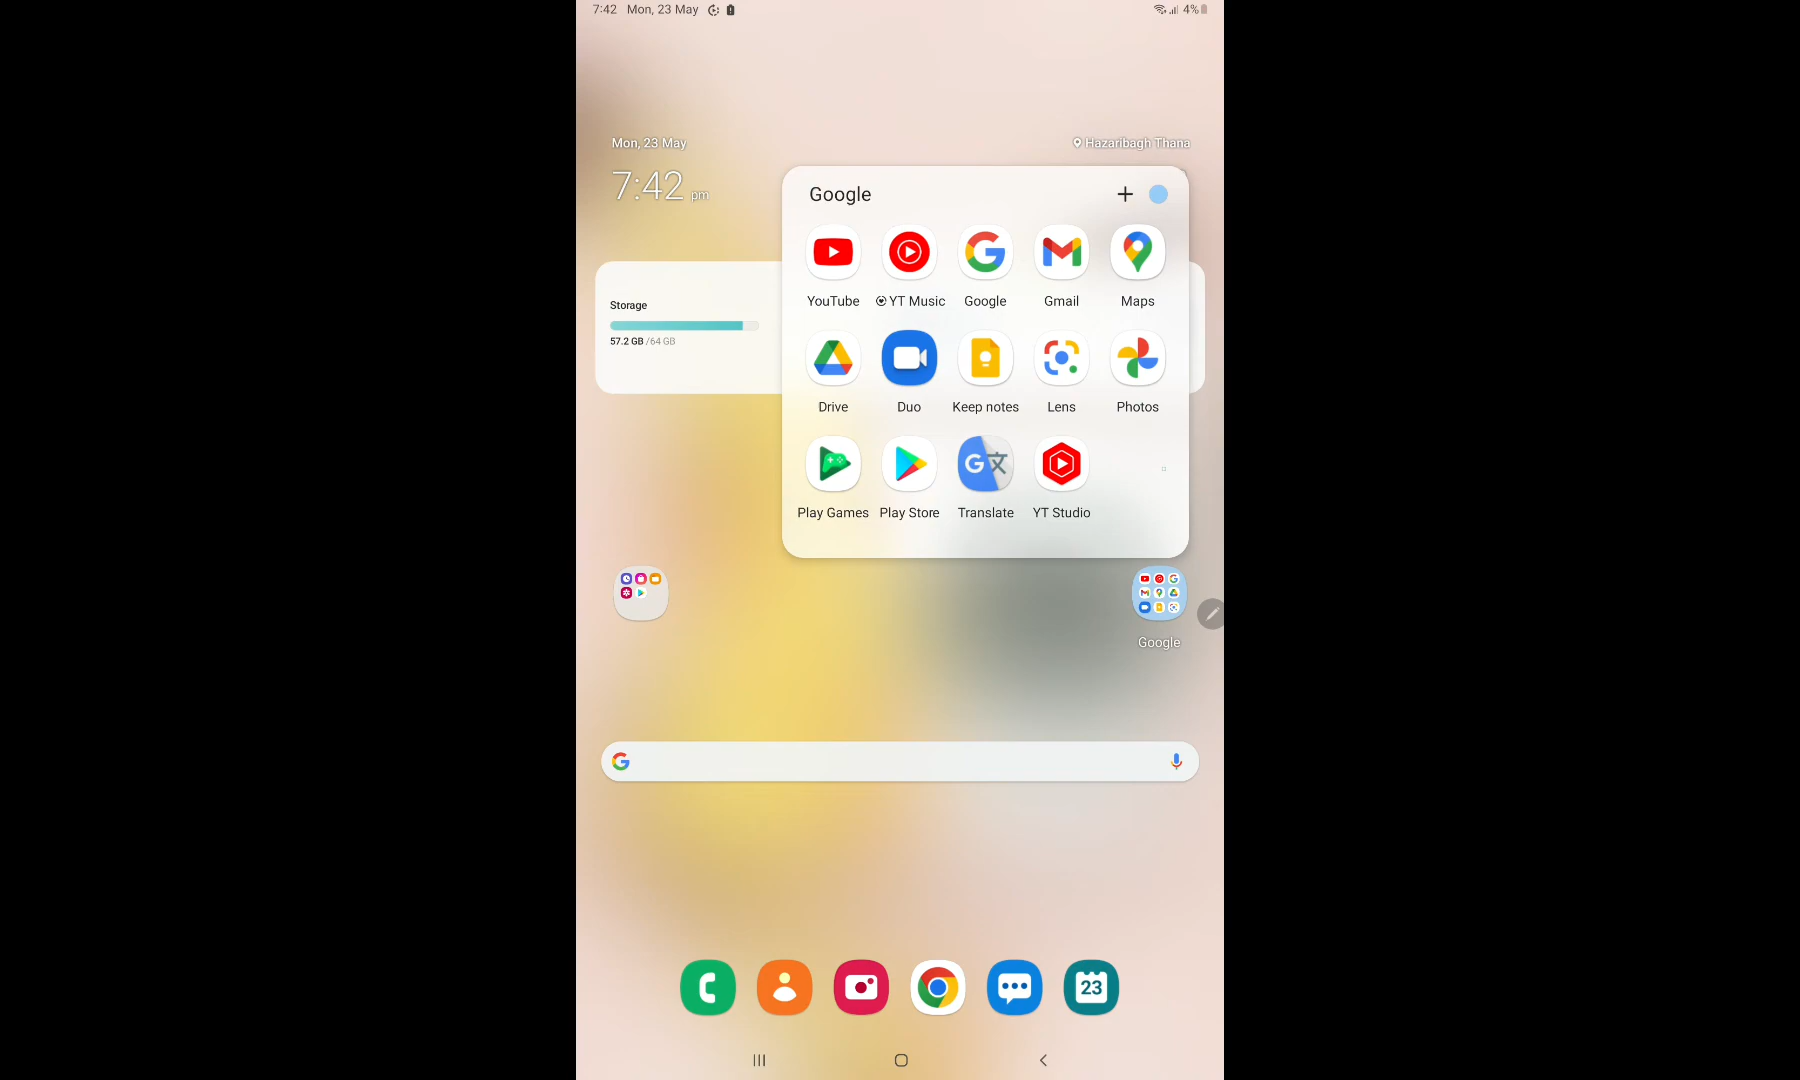 7:42 Mon, 23 May 4%
Mon, 23 May
Hazaribagh Thana
7:42 pm
Google
YouTube YT Music Google Gmail Maps
Storage
57.2 GB /64 GB
Drive Duo Keep notes Lens Photos
Play Games Play Store Translate YT Studio
Google
23